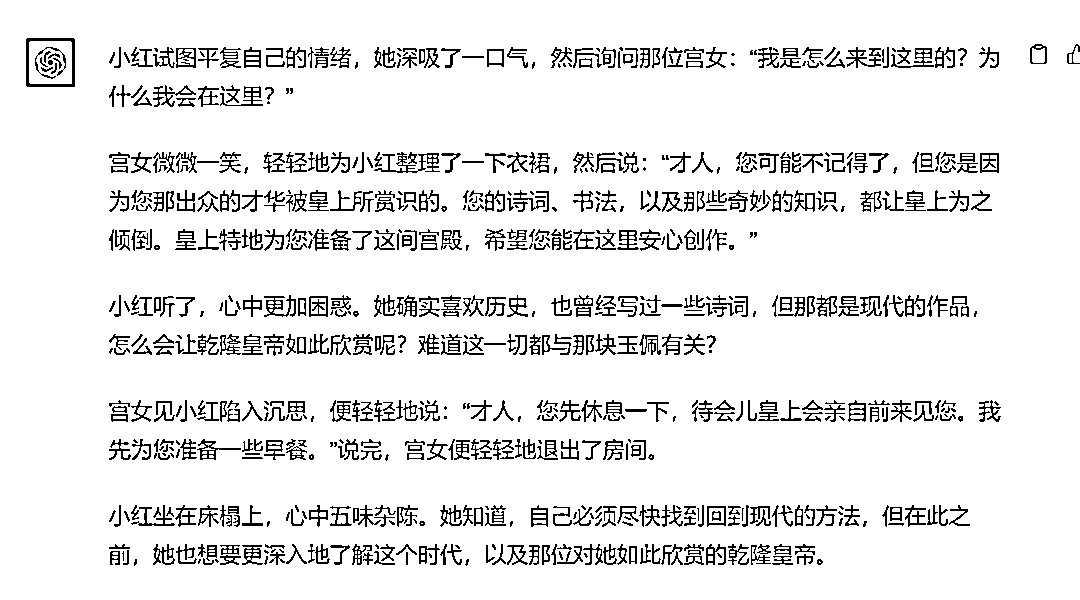 小红试图平复自己的情绪，她深吸了一口气，然后询问那位宫女：“我是怎么来到这里的？为
什么我会在这里？”
宫女微微一笑，轻轻地为小红整理了一下衣裙，然后说：“才人，您可能不记得了，但您是因
为您那出众的才华被皇上所赏识的。您的诗词、书法，以及那些奇妙的知识，都让皇上为之
倾倒。皇上特地为您准备了这间宫殿，希望您能在这里安心创作。”
小红听了，心中更加困惑。她确实喜欢历史，也曾经写过一些诗词，但那都是现代的作品，
怎么会让乾隆皇帝如此欣赏呢？难道这一切都与那块玉佩有关？
宫女见小红陷入沉思，便轻轻地说：“才人，您先休息一下，待会儿皇上会亲自前来见您。我
先为您准备一些早餐。”说完，宫女便轻轻地退出了房间。
小红坐在床榻上，心中五味杂陈。她知道，自己必须尽快找到回到现代的方法，但在此之
前，她也想要更深入地了解这个时代，以及那位对她如此欣赏的乾隆皇帝。